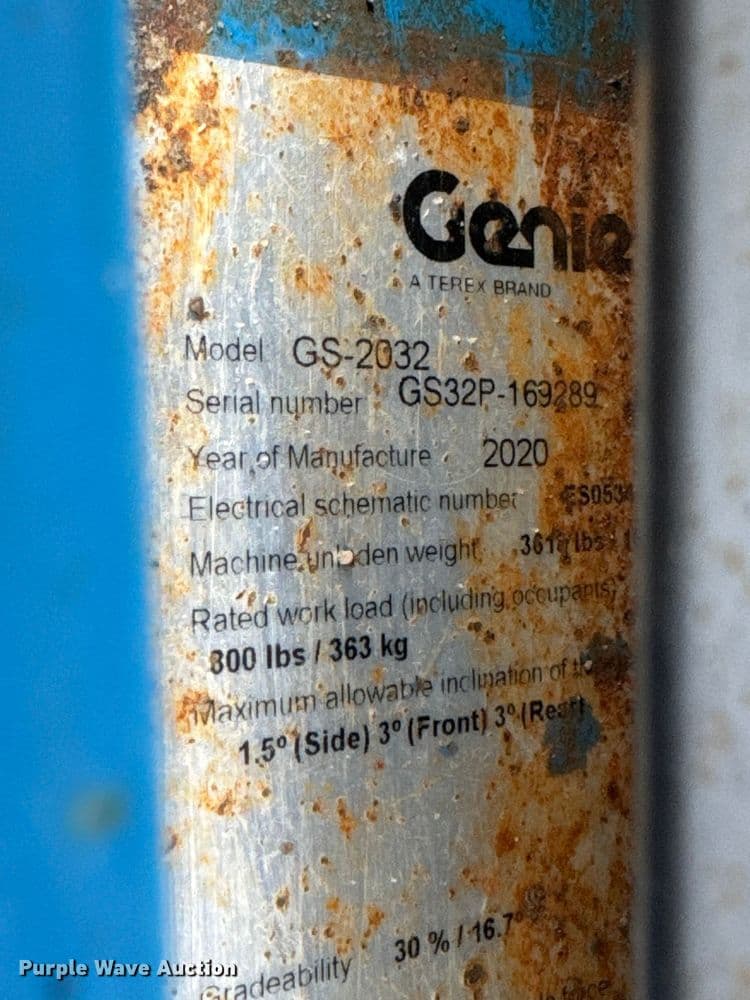 Genie
A TEREX BRAND
Model GS-2032
Serial number GS32P-169289
Year of Manufacture 2020
Electrical schematic number
Machine unladen weight lbs
Rated work load (including occupants)
800 lbs / 363 kg
Maximum allowable inclination of
1.5° (Side) 3° (Front) 3° (Rear)
Gradeability 30 % / 16.7°
Purple Wave Auction